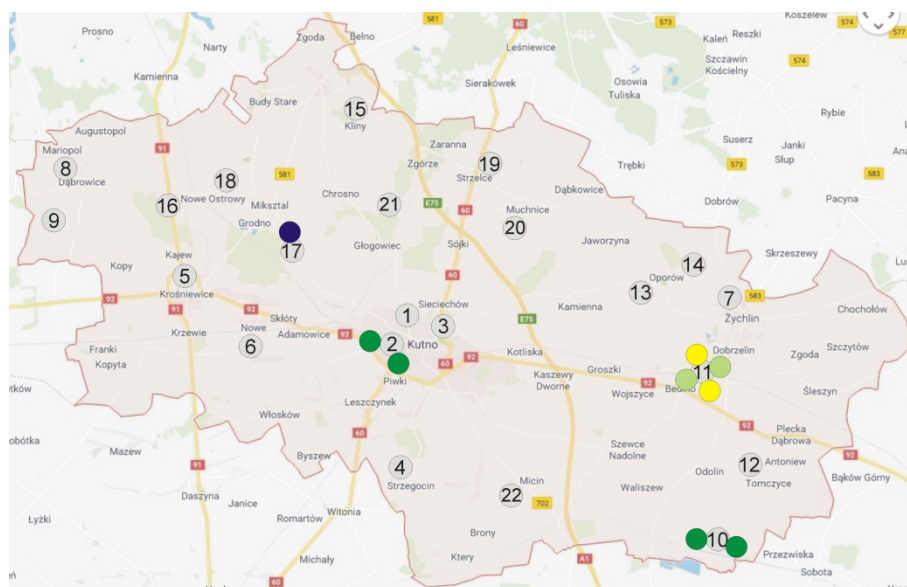 Prosno
Zgoda
Belno
581
60
Koszelew
Kaleń
Reszki
574
577
Narty
Leśniewice
Szczawin
Kościelny
574
Kamienna
Sierakówek
Osowia
Tuliska
Budy Stare
15
Kliny
Rybie
Augustopol
91
Zaranna
Suserz
Janki
Słup
Mariopol
8
Dąbrowice
18
581
Zgórze
19
Strzelce
Trębki
573
573
583
Nowe Ostrowy
Chrosno
Dąbkowice
Dobrów
Pacyna
16
Miksztal
21
E75
60
Muchnice
9
Grodno
20
17
Głogowiec
Sójki
Jaworzyna
Skrzeszewy
Kajew
Kopy
5
Oporów
14
Krośniewice
13
7
583
92
Sieciechów
Kamienna
Chochołów
91
Skłóty
1
E75
Żychlin
Krzewie
Nowe
Adamowice
92
3
2
Kutno
6
Franki
Kopyta
92
Kotliska
Dobrzelin
Szczytów
60
Groszki
11
Zgoda
Piwki
Kaszewy
Dworne
92
Bedlno
Wojszyce
Śleszyn
Leszczynek
Włosków
60
92
Plecka
Dąbrowa
Szewce
Nadolne
Mazew
Byszew
4
92
91
Odolin
12
Antoniew
Bąków Górny
Strzegocin
Micin
Tomczyce
Daszyna
Janice
22
702
Waliszew
Romartów
Witonia
Łyżki
Brony
10
Michały
Ktery
A1
Przezwiska
Sobota